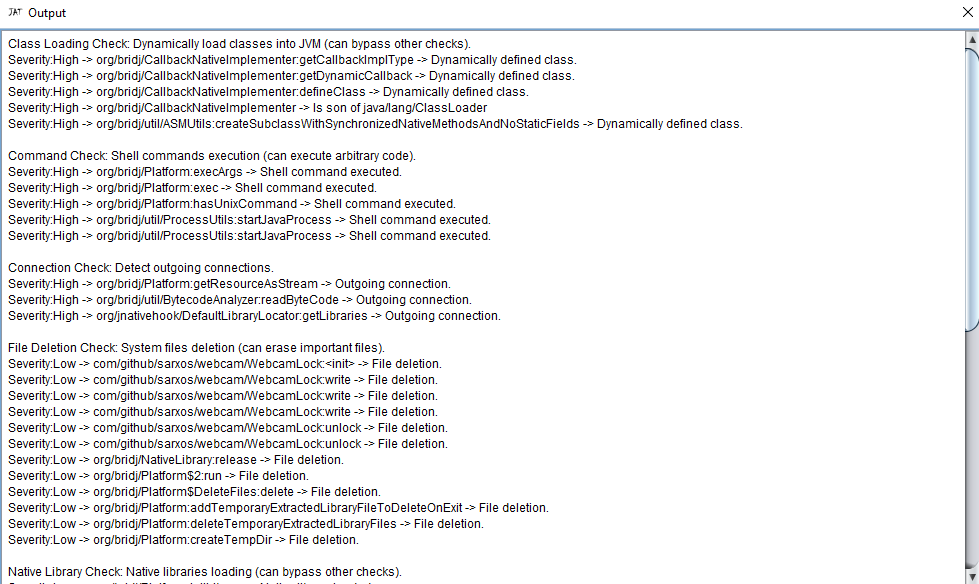 JAT Output
Class Loading Check: Dynamically load classes into JVM (can bypass other checks).
Severity:High -> org/bridj/CallbackNativeImplementer:getCallbackImplType -> Dynamically defined class.
Severity:High -> org/bridj/CallbackNativeImplementer:getDynamicCallback -> Dynamically defined class.
Severity:High -> org/bridj/CallbackNativeImplementer:defineClass -> Dynamically defined class.
Severity:High -> org/bridj/CallbackNativeImplementer -> Is son of java/lang/ClassLoader
Severity:High -> org/bridj/util/ASMUtils:createSubclassWithSynchronizedNativeMethodsAndNoStaticFields -> Dynamically defined class.
Command Check: Shell commands execution (can execute arbitrary code).
Severity:High -> org/bridj/Platform:execArgs -> Shell command executed.
Severity:High -> org/bridj/Platform:exec -> Shell command executed.
Severity:High -> org/bridj/Platform:hasUnixCommand -> Shell command executed.
Severity:High -> org/bridj/util/ProcessUtils:startJavaProcess -> Shell command executed.
Severity:High -> org/bridj/util/ProcessUtils:startJavaProcess -> Shell command executed.
Connection Check: Detect outgoing connections.
Severity:High -> org/bridj/Platform:getResourceAsStream -> Outgoing connection.
Severity:High -> org/bridj/util/BytecodeAnalyzer:readByteCode -> Outgoing connection.
Severity:High -> org/jnativehook/DefaultLibraryLocator:getLibraries -> Outgoing connection.
File Deletion Check: System files deletion (can erase important files).
Severity:Low -> com/github/sarxos/webcam/WebcamLock:<init> -> File deletion.
Severity:Low -> com/github/sarxos/webcam/WebcamLock:write -> File deletion.
Severity:Low -> com/github/sarxos/webcam/WebcamLock:write -> File deletion.
Severity:Low -> com/github/sarxos/webcam/WebcamLock:write -> File deletion.
Severity:Low -> com/github/sarxos/webcam/WebcamLock:unlock -> File deletion.
Severity:Low -> com/github/sarxos/webcam/WebcamLock:unlock -> File deletion.
Severity:Low -> org/bridj/NativeLibrary:release -> File deletion.
Severity:Low -> org/bridj/Platform$2:run -> File deletion.
Severity:Low -> org/bridj/Platform$DeleteFiles:delete -> File deletion.
Severity:Low -> org/bridj/Platform:addTemporaryExtractedLibraryFileToDeleteOnExit -> File deletion.
Severity:Low -> org/bridj/Platform:deleteTemporaryExtractedLibraryFiles -> File deletion.
Severity:Low -> org/bridj/Platform:createTempDir -> File deletion.
Native Library Check: Native libraries loading (can bypass other checks).